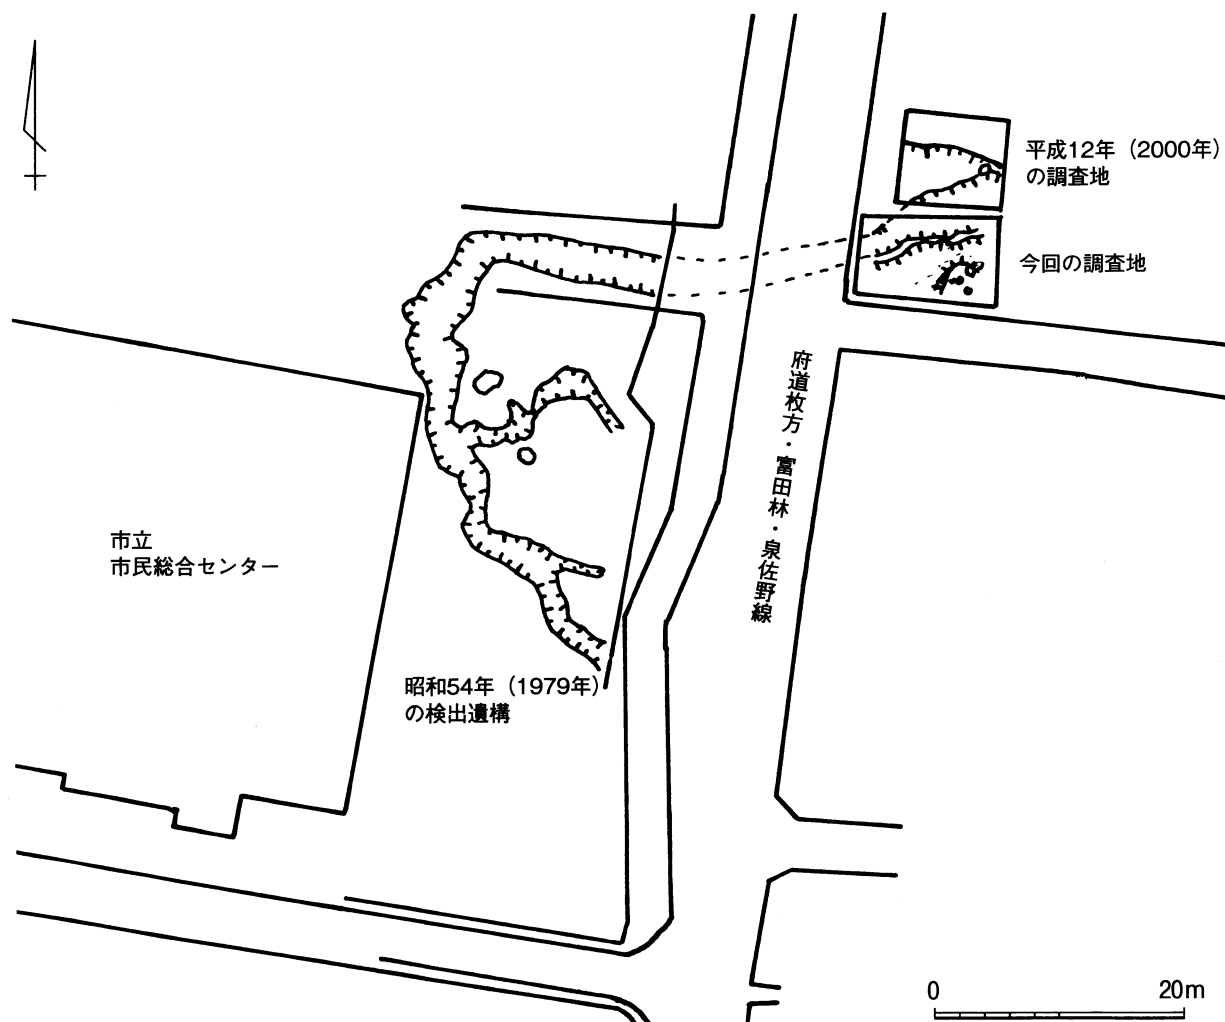 平成12年（2000年）
の調査地
今回の調査地
府道枚方・富田林・泉佐野線
市立
市民総合センター
昭和54年（1979年）
の検出遺構
0 20m